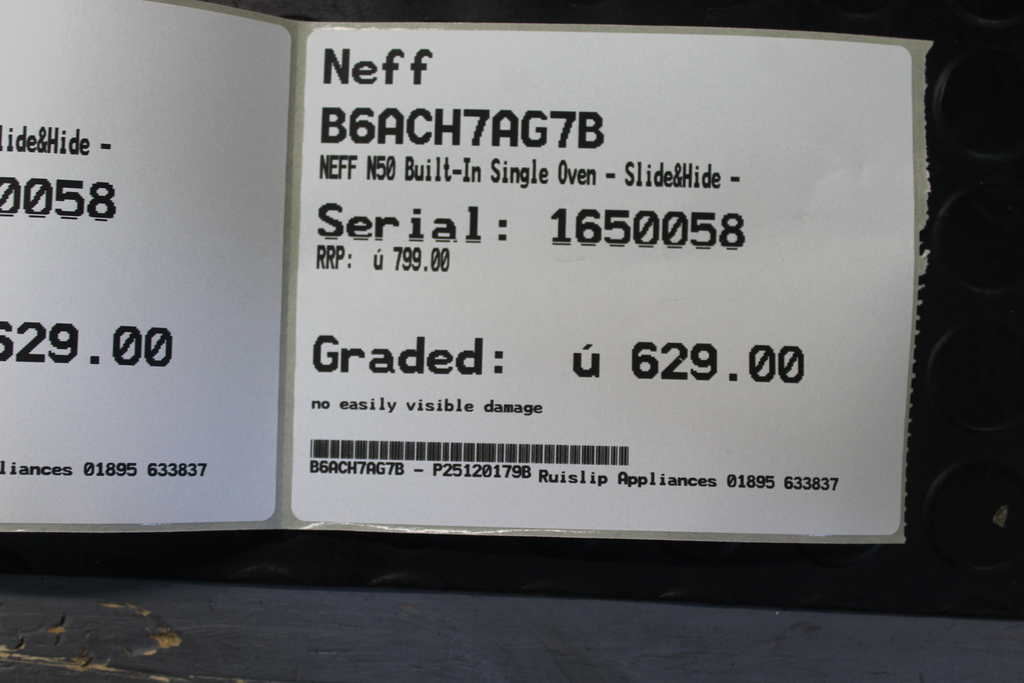 lide&Hide -
0058
629.00
liances 01895 633837
Neff
B6ACH7AG7B
NEFF N50 Built-In Single Oven - Slide&Hide -
Serial: 1650058
RRP: ú 799.00
Graded: ú 629.00
no easily visible damage
B6ACH7AG7B - P25120179B Ruislip Appliances 01895 633837